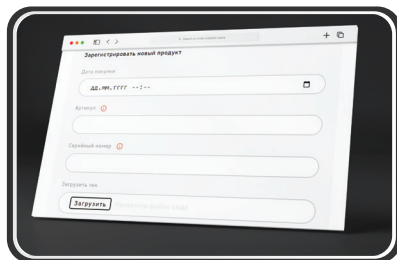 Зарегистрировать новый продукт
Дата покупки
ДД.ММ.ГГГГ --:--
Артикул
Серийный номер
Загрузить чек
Загрузить